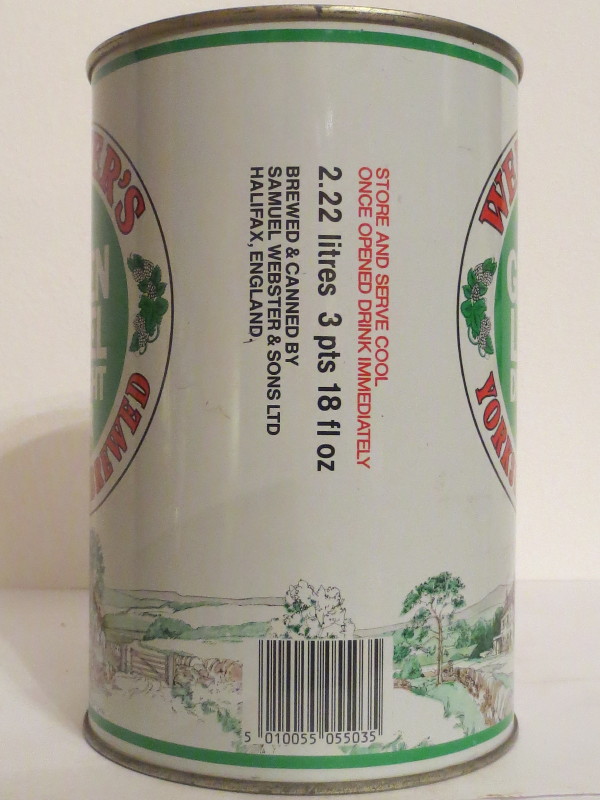 STORE AND SERVE COOL
ONCE OPENED DRINK IMMEDIATELY
2.22 litres 3 pts 18 fl oz
BREWED & CANNED BY
SAMUEL WEBSTER & SONS LTD
HALIFAX, ENGLAND,
5 010055 055035